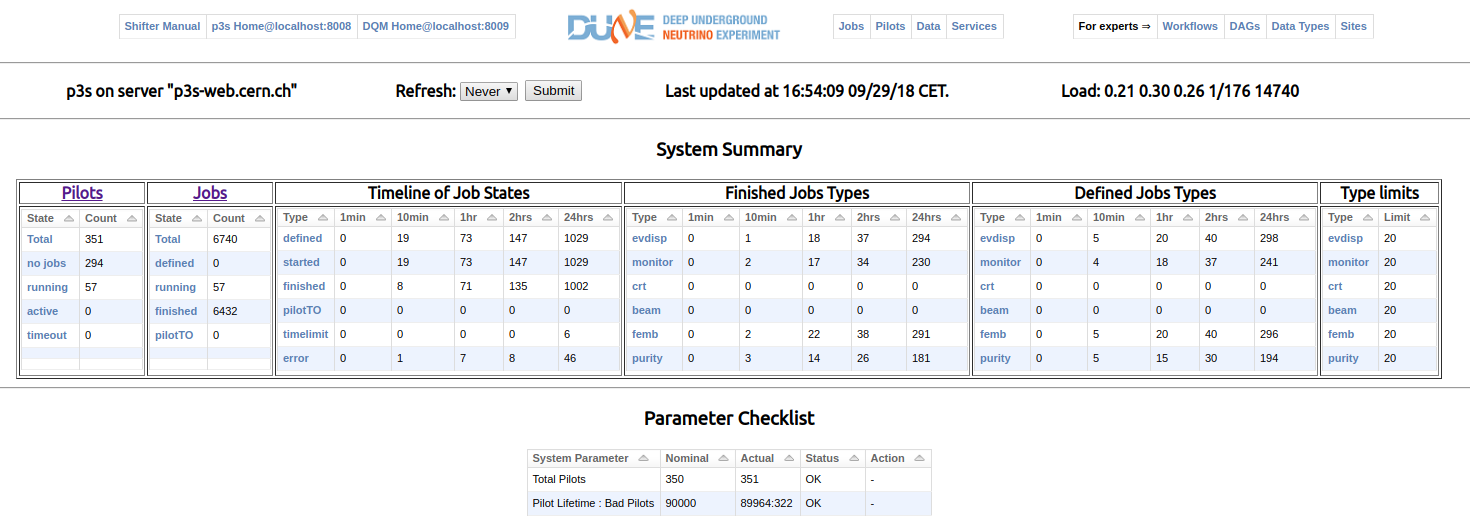 Shifter Manual p3s Home@localhost:8008 DQM Home@localhost:8009 DUNE DEEP UNDERGROUND NEUTRINO EXPERIMENT Jobs Pilots Data Services For experts ⇒ Workflows DAGs Data Types Sites
p3s on server "p3s-web.cern.ch" Refresh: Never ▼ Submit Last updated at 16:54:09 09/29/18 CET. Load: 0.21 0.30 0.26 1/176 14740
System Summary
Pilots Jobs Timeline of Job States Finished Jobs Types Defined Jobs Types Type limits
State Count State Count Type 1min 10min 1hr 2hrs 24hrs Type 1min 10min 1hr 2hrs 24hrs Type 1min 10min 1hr 2hrs 24hrs Type Limit
Total 351 Total 6740 defined 0 19 73 147 1029 evdisp 0 1 18 37 294 evdisp 0 5 20 40 298 evdisp 20
no jobs 294 defined 0 started 0 19 73 147 1029 monitor 0 2 17 34 230 monitor 0 4 18 37 241 monitor 20
running 57 running 57 finished 0 8 71 135 1002 crt 0 0 0 0 0 crt 0 0 0 0 0 crt 20
active 0 finished 6432 pilotTO 0 0 0 0 0 beam 0 0 0 0 0 beam 0 0 0 0 0 beam 20
timeout 0 pilotTO 0 timelimit 0 0 0 0 6 femb 0 2 22 38 291 femb 0 5 20 40 296 femb 20
error 0 1 7 8 46 purity 0 3 14 26 181 purity 0 5 15 30 194 purity 20
Parameter Checklist
System Parameter Nominal Actual Status Action
Total Pilots 350 351 OK -
Pilot Lifetime : Bad Pilots 90000 89964:322 OK -